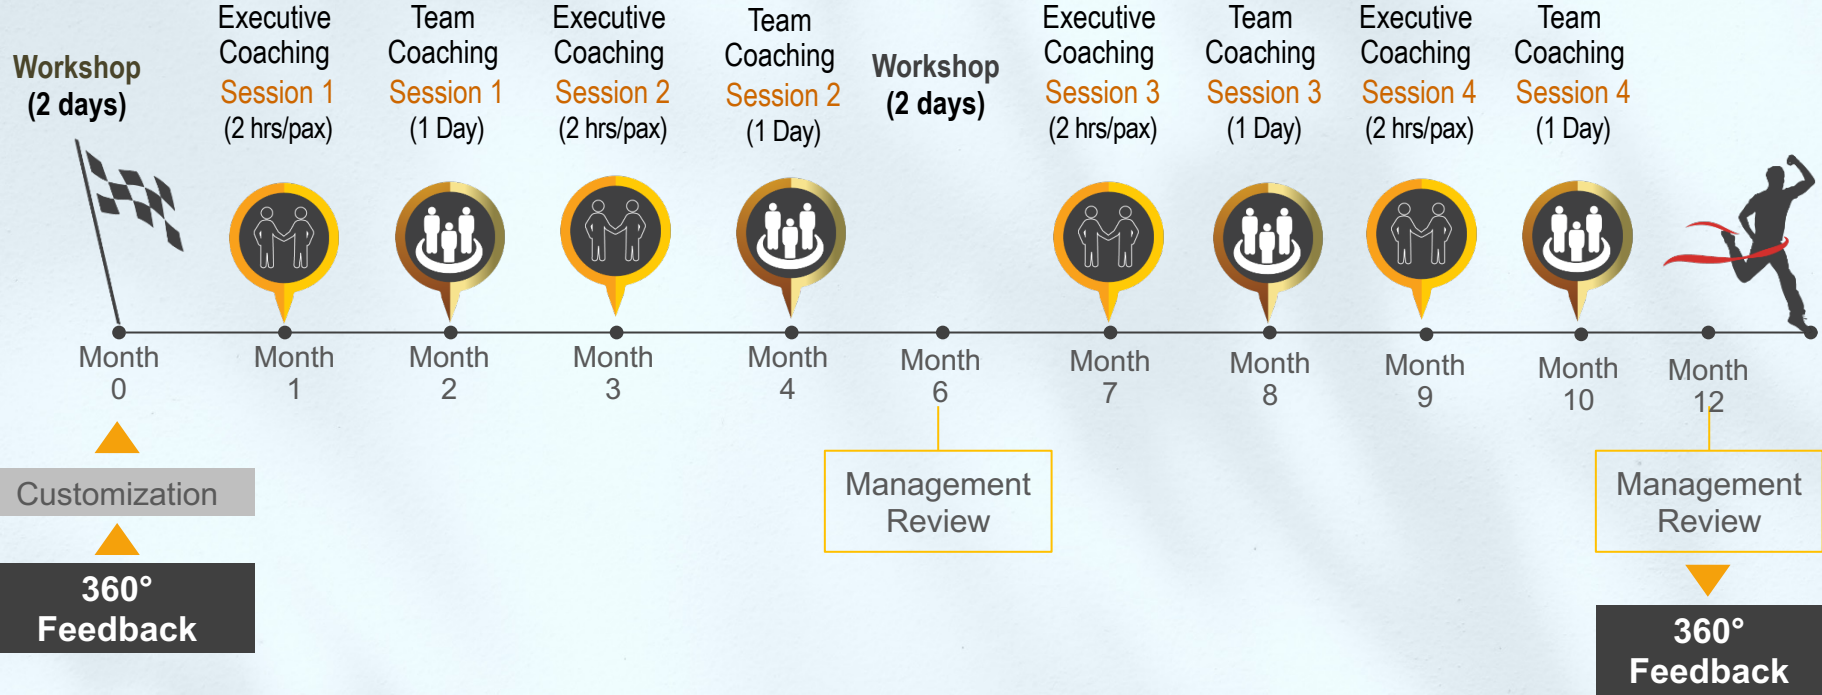 Workshop
(2 days)
Executive
Coaching
Session 1
(2 hrs/pax)
Team
Coaching
Session 1
(1 Day)
Executive
Coaching
Session 2
(2 hrs/pax)
Team
Coaching
Session 2
(1 Day)
Workshop
(2 days)
Executive
Coaching
Session 3
(2 hrs/pax)
Team
Coaching
Session 3
(1 Day)
Executive
Coaching
Session 4
(2 hrs/pax)
Team
Coaching
Session 4
(1 Day)
Month
0
Month
1
Month
2
Month
3
Month
4
Month
6
Month
7
Month
8
Month
9
Month
10
Month
12
Customization
360°
Feedback
Management
Review
Management
Review
360°
Feedback